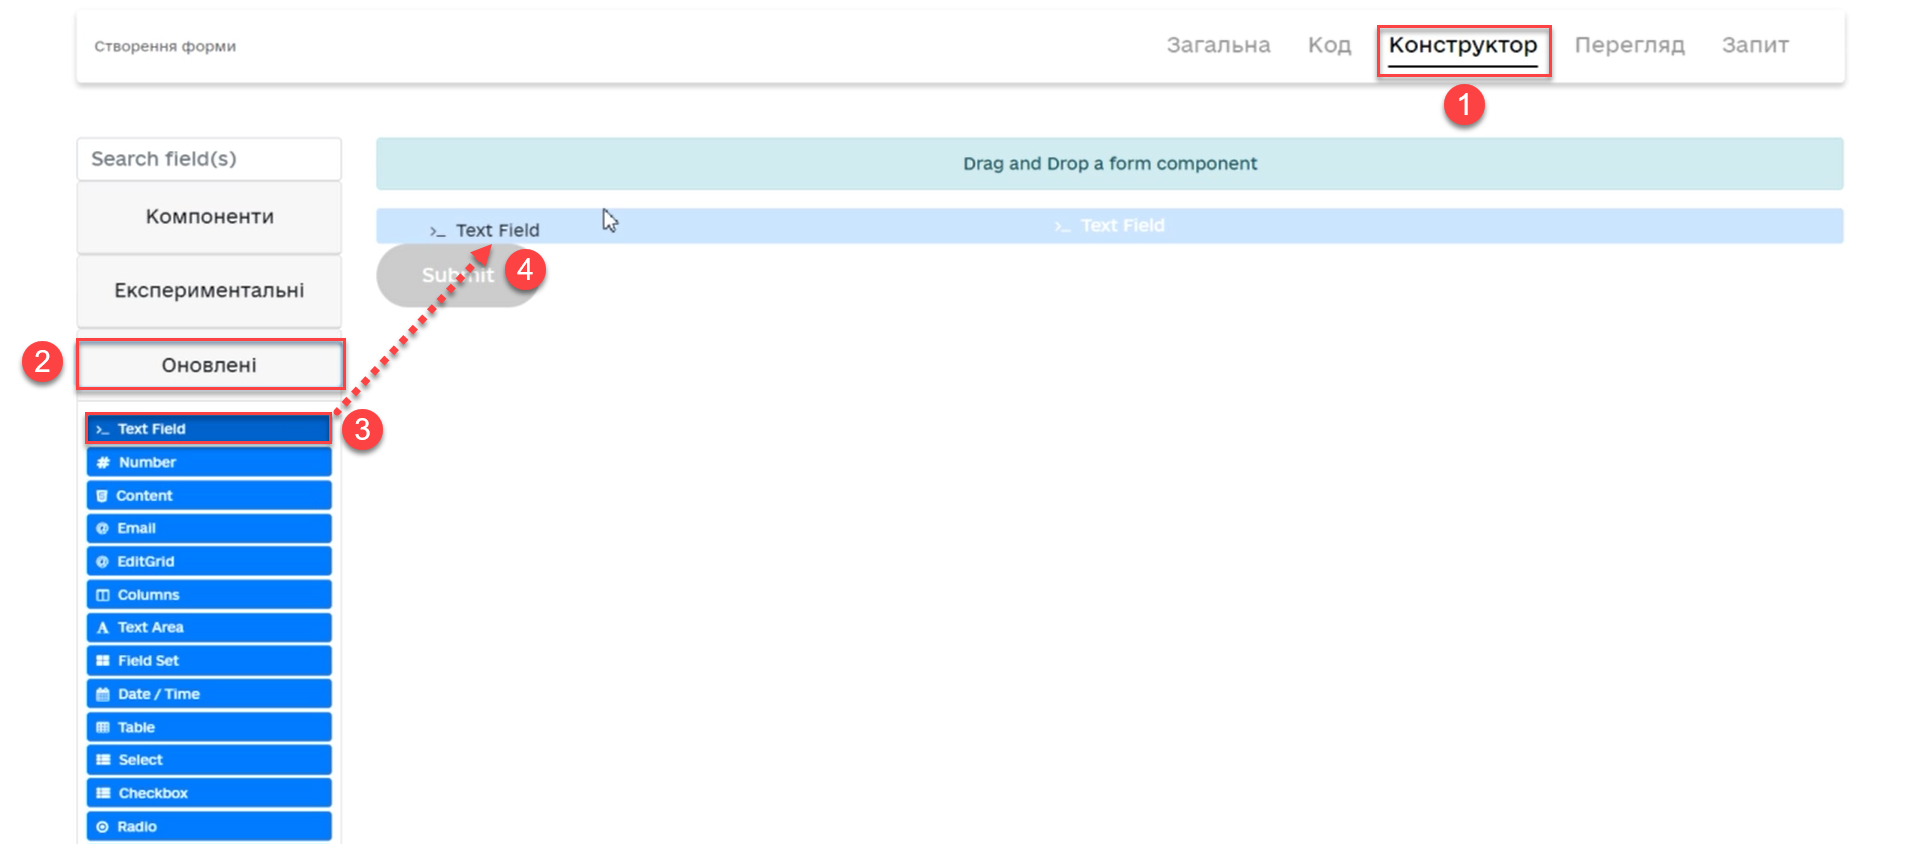 Створення форми
Загальна
Код
Конструктор
Перегляд
Запит
1
Search field(s)
Компоненти
Експериментальні
2
Оновлені
>_ Text Field
3
# Number
Content
@ Email
@ EditGrid
Columns
A Text Area
Field Set
Date / Time
Table
Select
Checkbox
Radio
Drag and Drop a form component
>_ Text Field
>_ Text Field
Submit
4